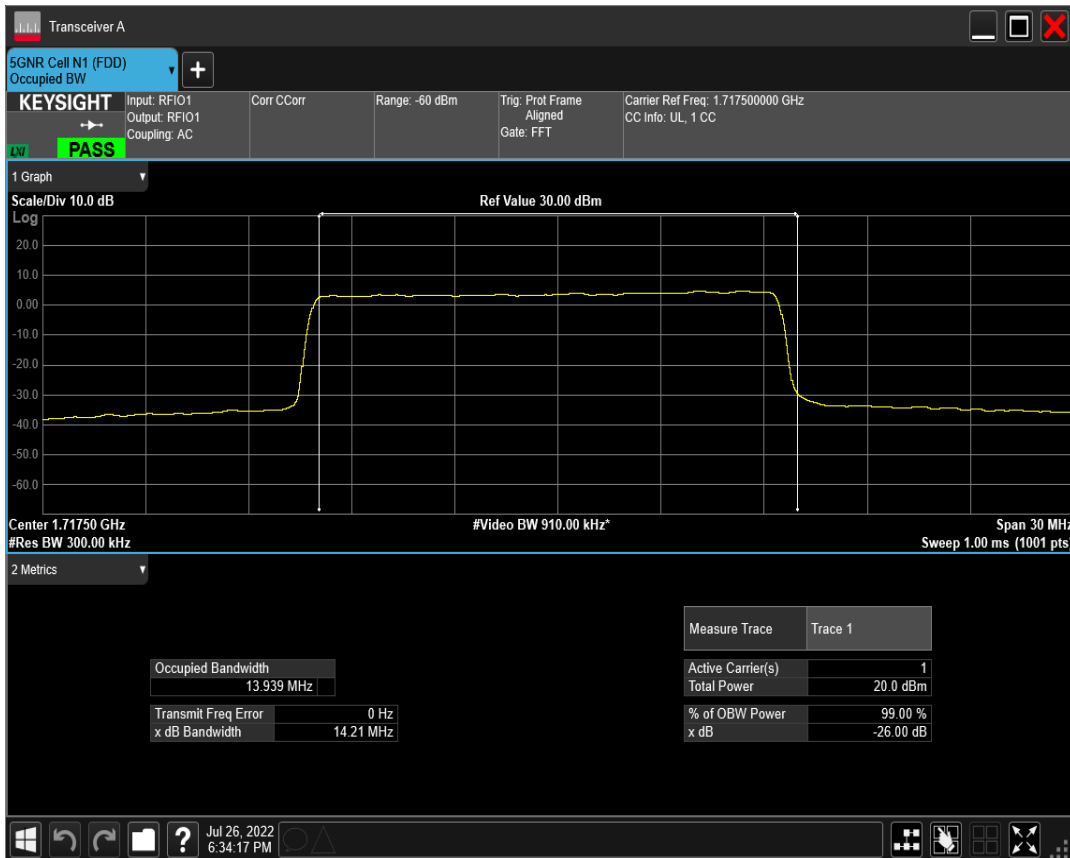 Transceiver A
5GNR Cell N1 (FDD)
Occupied BW
KEYSIGHT
LXI
PASS
Input: RFIO1
Output: RFIO1
Coupling: AC
Corr CCorr
Range: -60 dBm
Trig: Prot Frame
Aligned
Gate: FFT
Carrier Ref Freq: 1.717500000 GHz
CC Info: UL, 1 CC
1 Graph
Scale/Div 10.0 dB
Ref Value 30.00 dBm
Log
20.0
10.0
0.00
-10.0
-20.0
-30.0
-40.0
-50.0
-60.0
Center 1.71750 GHz
#Video BW 910.00 kHz*
Span 30 MHz
#Res BW 300.00 kHz
Sweep 1.00 ms (1001 pts)
2 Metrics
Measure Trace Trace 1
Occupied Bandwidth
13.939 MHz
Active Carrier(s) 1
Total Power 20.0 dBm
Transmit Freq Error 0 Hz
x dB Bandwidth 14.21 MHz
% of OBW Power 99.00 %
x dB -26.00 dB
?
Jul 26, 2022
6:34:17 PM